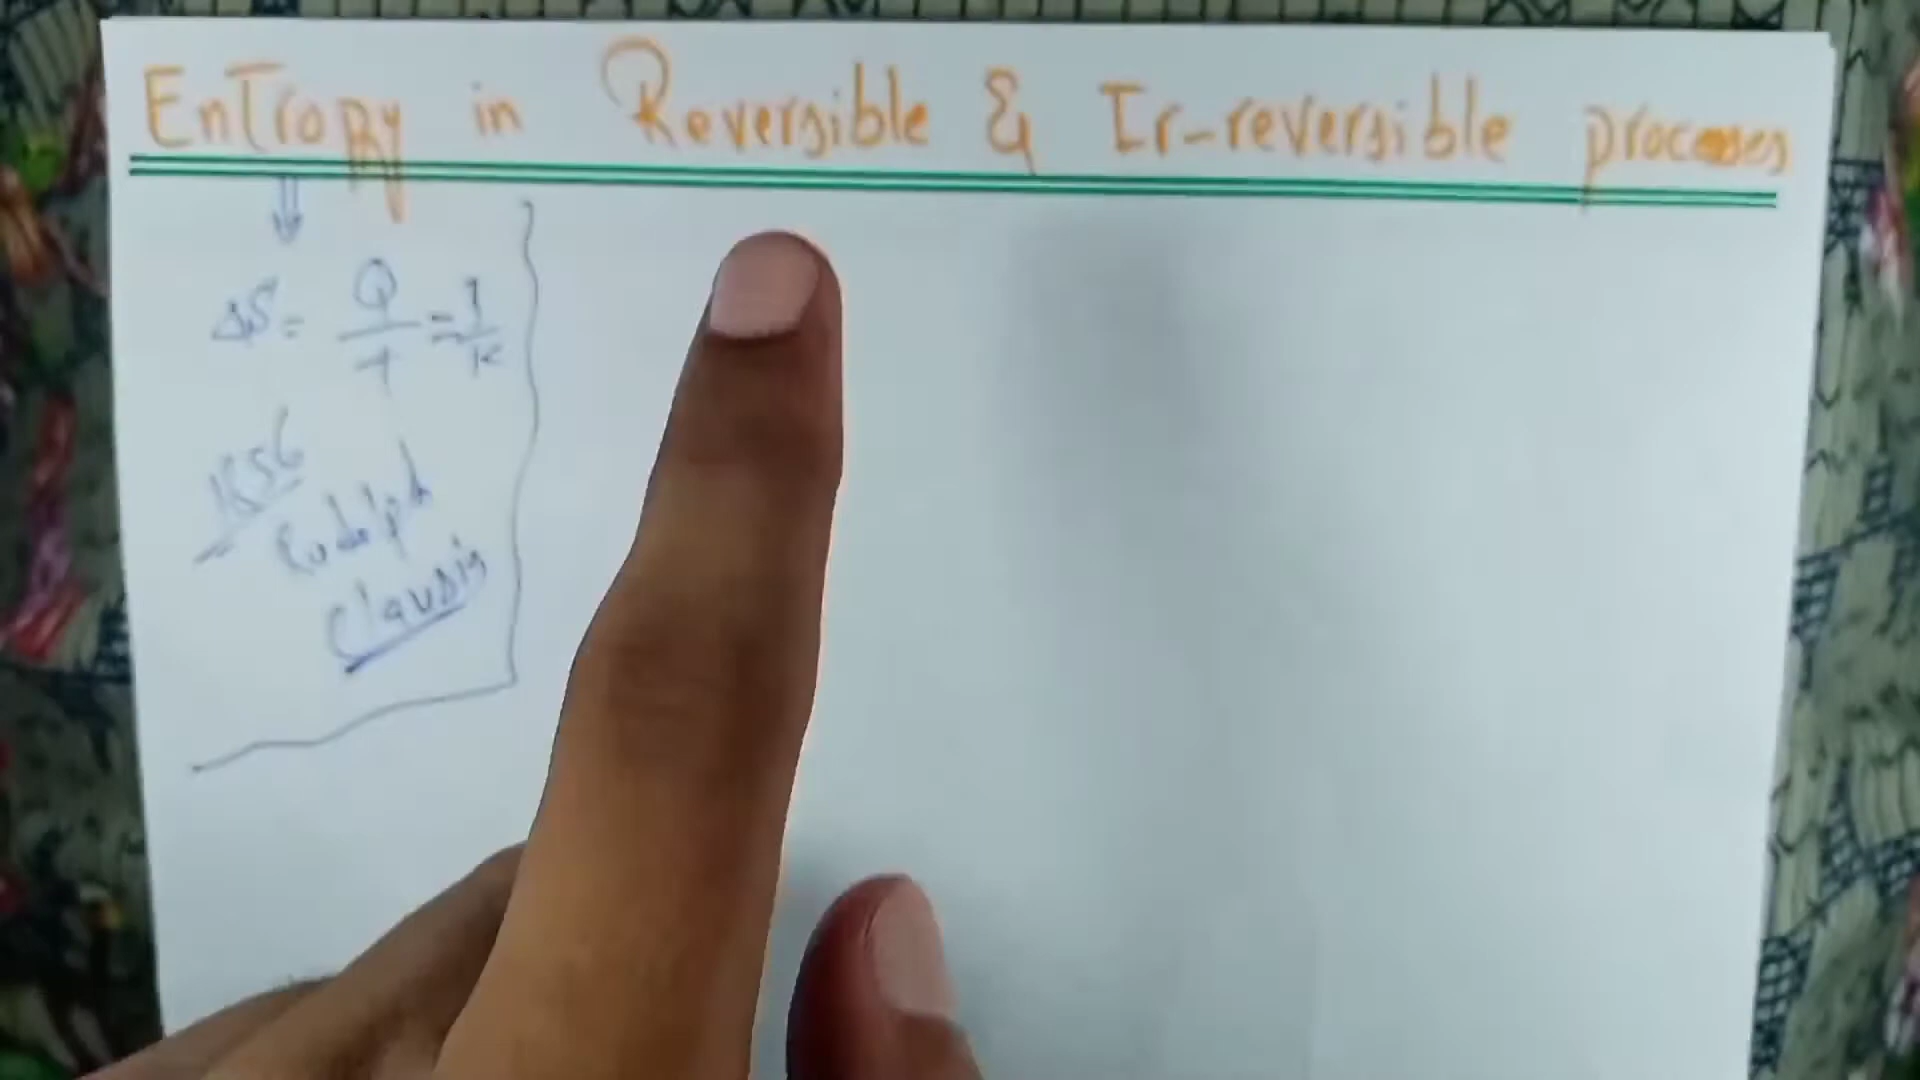 EnTropy in Reversible & Ir-reversible processes
ΔS = Q/T = J/K
1856
Rudolph
Clausis